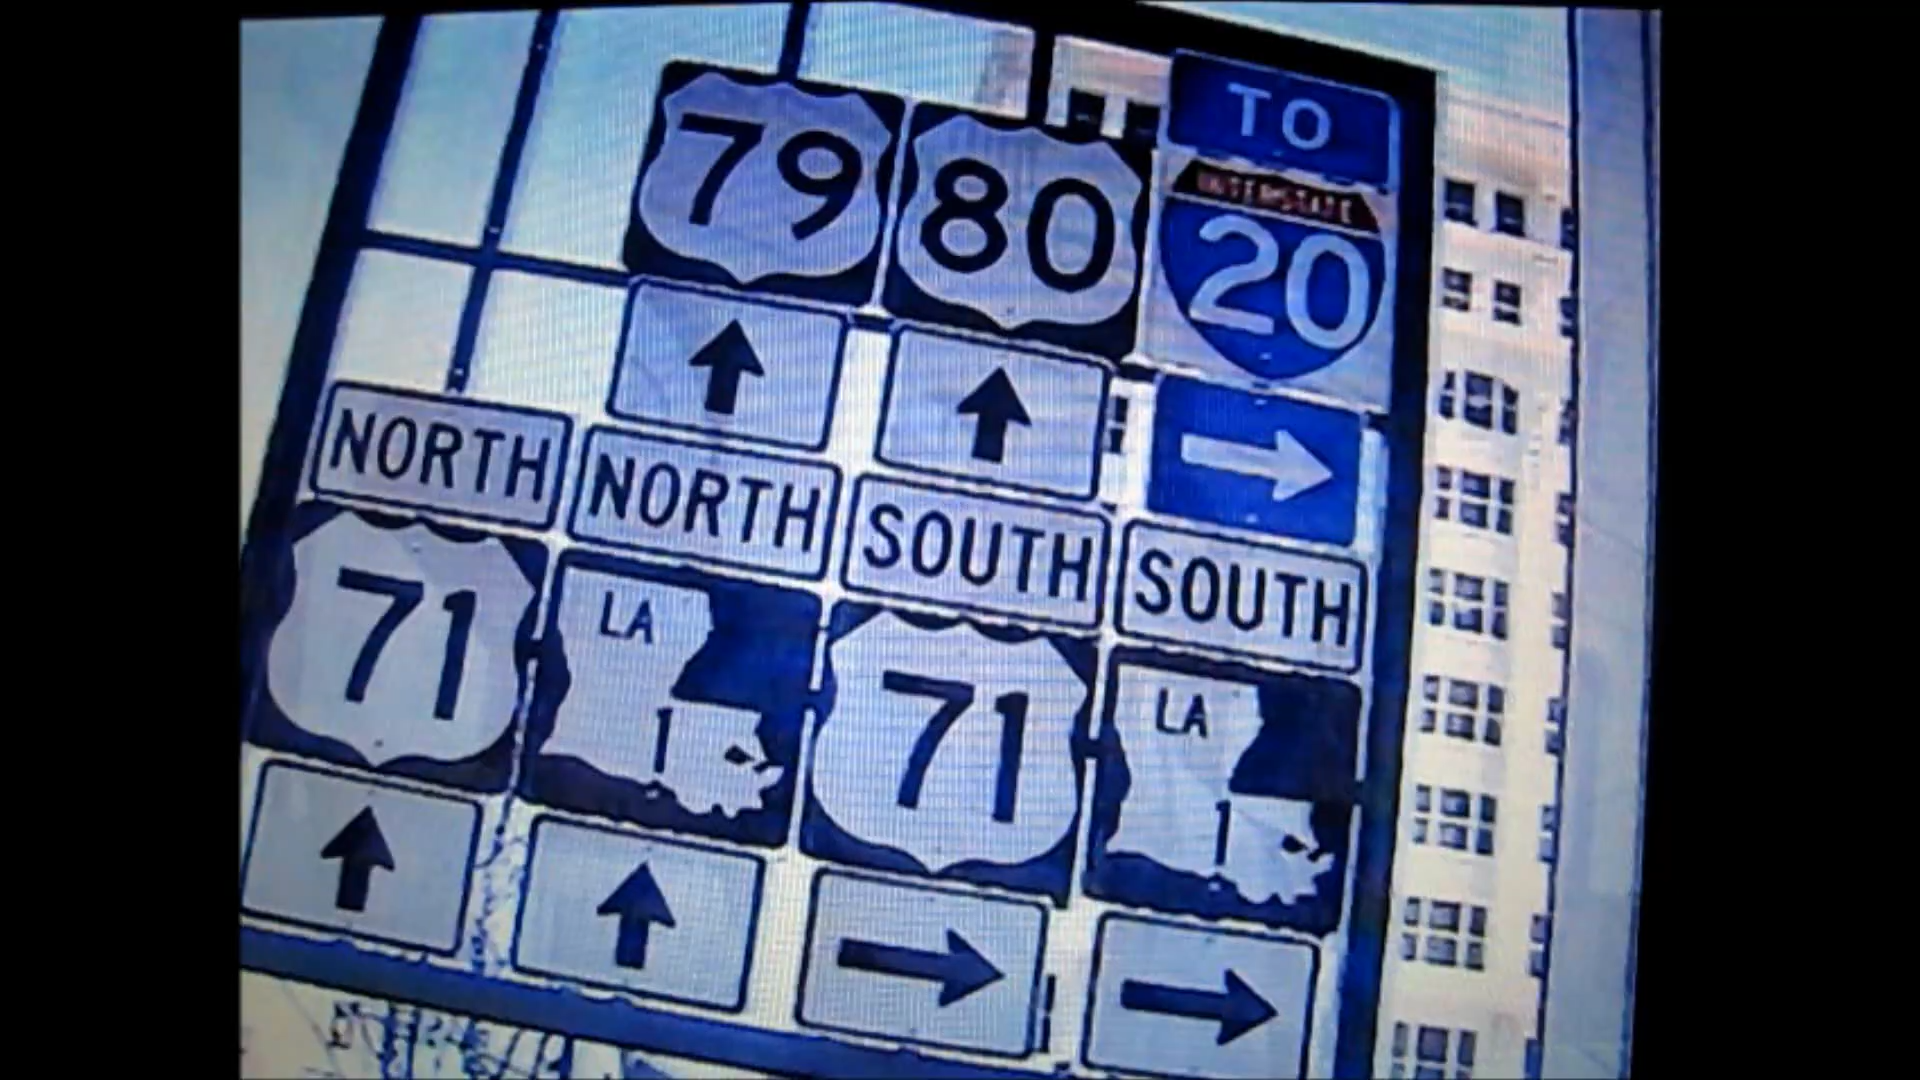 79 80 TO INTERSTATE 20
NORTH NORTH SOUTH SOUTH
71 LA 1 71 LA 1